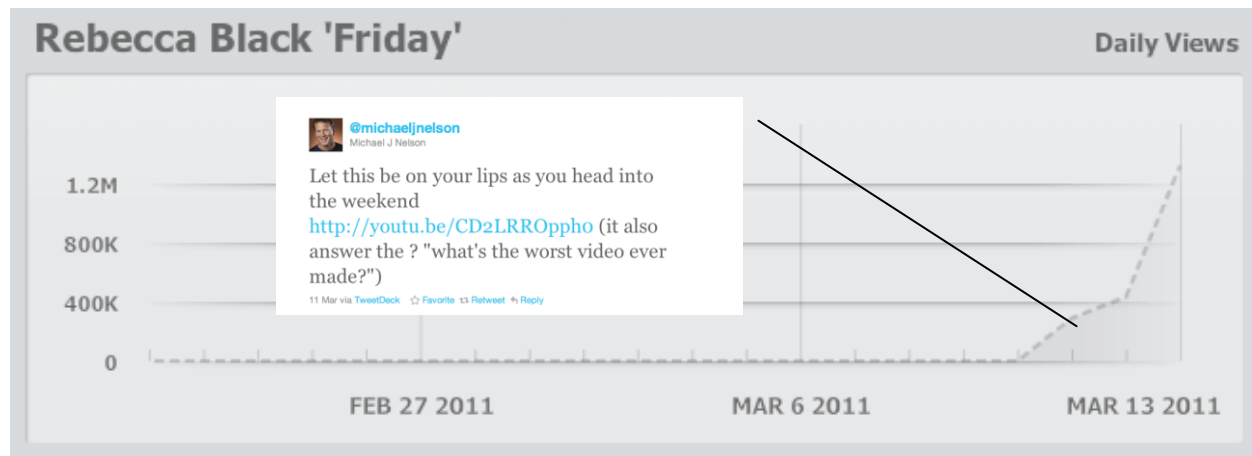 Rebecca Black 'Friday'
Daily Views
@michaeljnelson
Michael J Nelson
Let this be on your lips as you head into
the weekend
http://youtu.be/CD2LRROpph0 (it also
answer the ? "what's the worst video ever
made?")
11 Mar via TweetDeck Favorite Retweet Reply
1.2M
800K
400K
0
FEB 27 2011 MAR 6 2011 MAR 13 2011